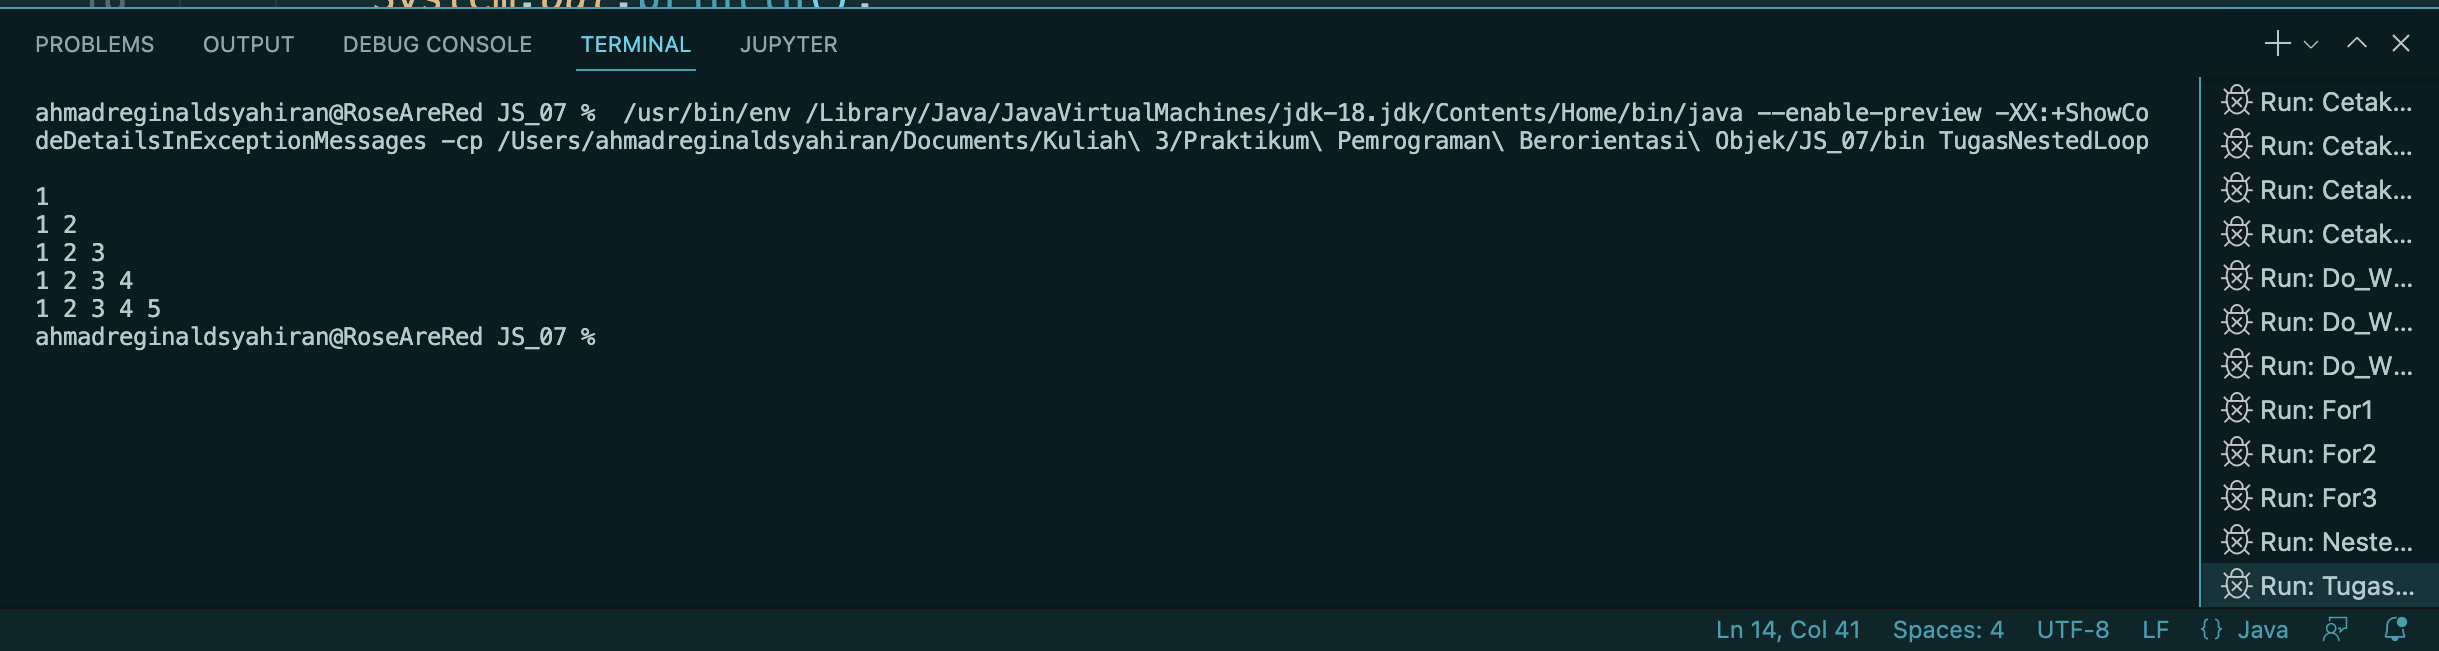 PROBLEMS OUTPUT DEBUG CONSOLE TERMINAL JUPYTER
ahmadreginaldsyahiran@RoseAreRed JS_07 %  /usr/bin/env /Library/Java/JavaVirtualMachines/jdk-18.jdk/Contents/Home/bin/java --enable-preview -XX:+ShowCo
deDetailsInExceptionMessages -cp /Users/ahmadreginaldsyahiran/Documents/Kuliah\ 3/Praktikum\ Pemrograman\ Berorientasi\ Objek/JS_07/bin TugasNestedLoop
1
1 2
1 2 3
1 2 3 4
1 2 3 4 5
ahmadreginaldsyahiran@RoseAreRed JS_07 %
Run: Cetak...
Run: Cetak...
Run: Cetak...
Run: Cetak...
Run: Do_W...
Run: Do_W...
Run: Do_W...
Run: For1
Run: For2
Run: For3
Run: Neste...
Run: Tugas...
Ln 14, Col 41 Spaces: 4 UTF-8 LF {} Java